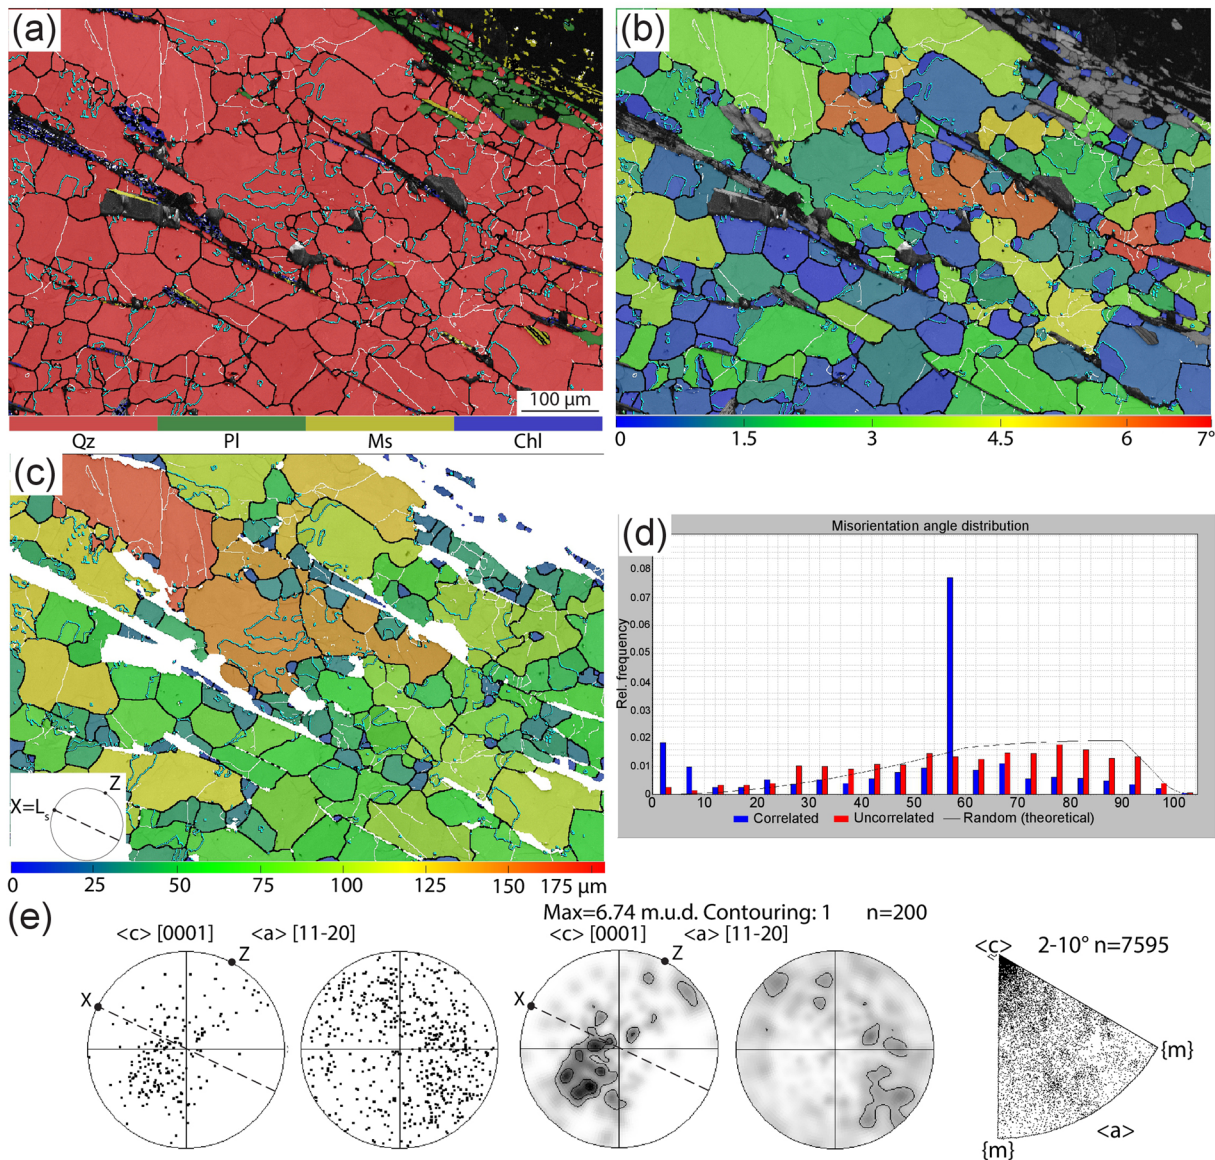 (a)
100 µm
Qz Pl Ms Chl
(b)
0 1.5 3 4.5 6 7°
(c)
Z
X=Ls
0 25 50 75 100 125 150 175 µm
(d)
Misorientation angle distribution
Rel. frequency
0.08
0.07
0.06
0.05
0.04
0.03
0.02
0.01
0
0 10 20 30 40 50 60 70 80 90 100
Correlated Uncorrelated Random (theoretical)
(e)
Max=6.74 m.u.d. Contouring: 1 n=200
<c> [0001] <a> [11-20] <c> [0001] <a> [11-20] <c> 2-10° n=7595
Z Z
X X
{m}
<a>
{m}